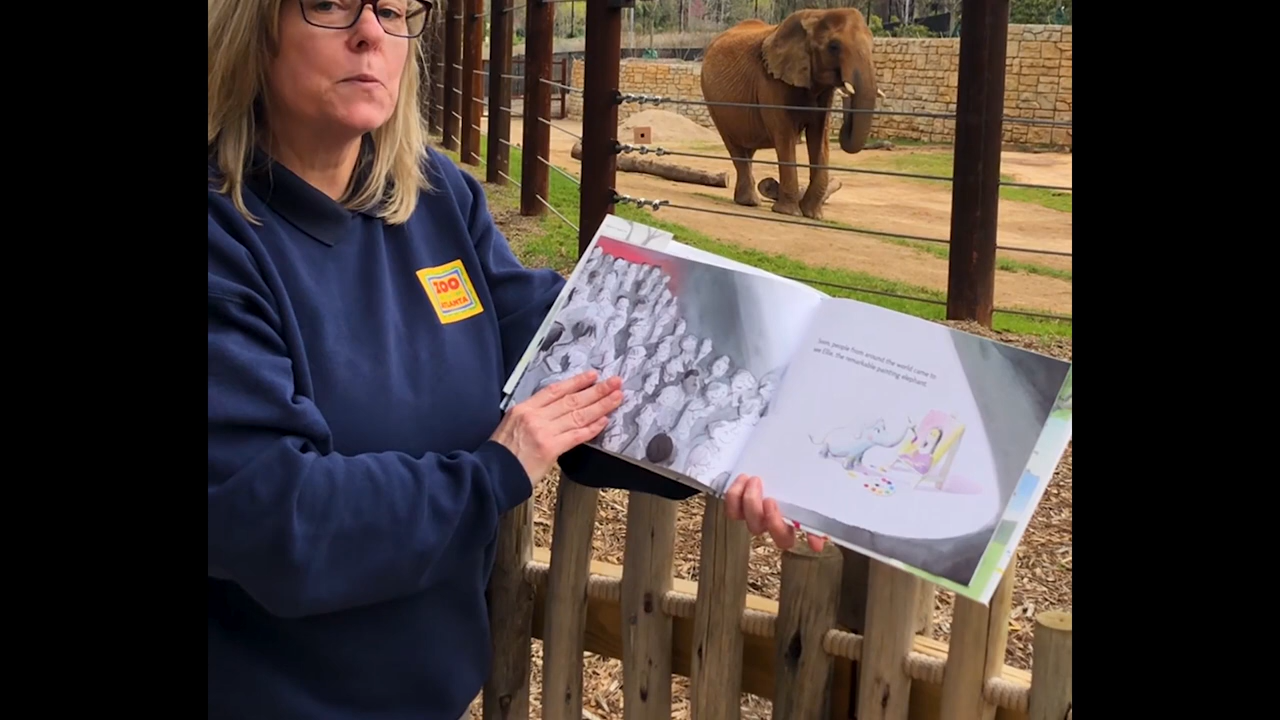 ZOO
ATLANTA
Soon, people from around the world came to
see Ella, the remarkable painting elephant.